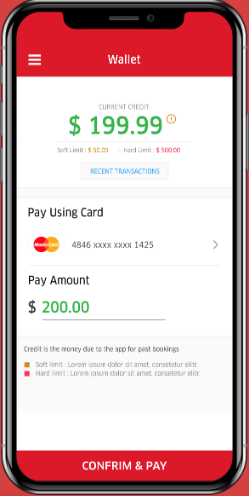 Wallet
CURRENT CREDIT
$ 199.99
Soft Limit : $ 50.00 Hard Limit : $ 500.00
RECENT TRANSACTIONS
Pay Using Card
MasterCard 4846 xxxx xxxx 1425
Pay Amount
$ 200.00
Credit is the money due to the app for past bookings
Soft limit : Lorem ipsum dolor sit amet, consetetur elitr.
Hard limit : Lorem ipsum dolor sit amet, consetetur elitr.
CONFRIM & PAY